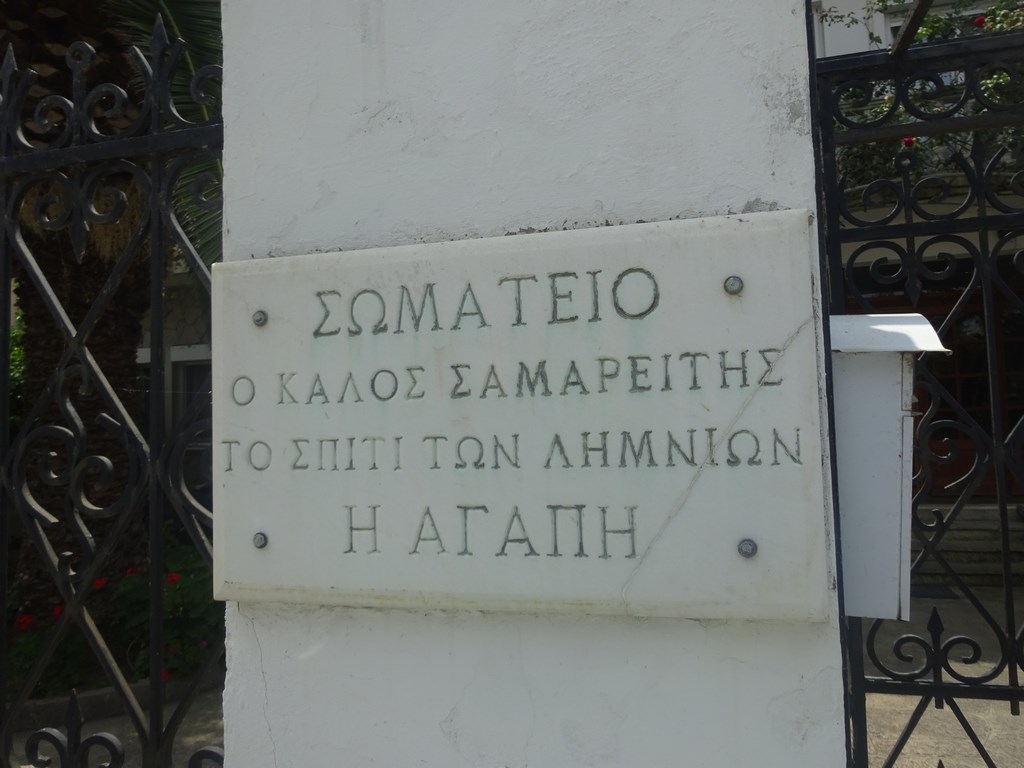 ΣΩΜΑΤΕΙΟ
Ο ΚΑΛΟΣ ΣΑΜΑΡΕΙΤΗΣ
ΤΟ ΣΠΙΤΙ ΤΩΝ ΛΗΜΝΙΩΝ
Η ΑΓΑΠΗ